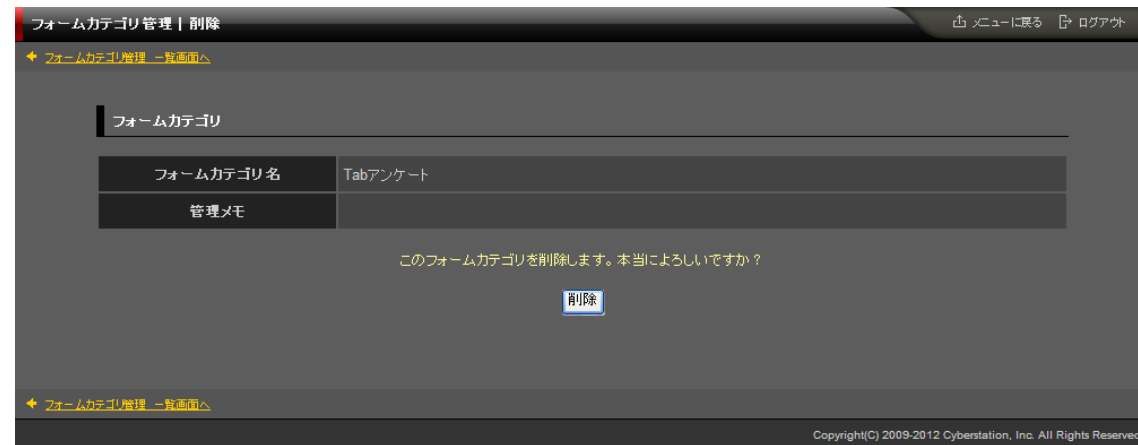 フォームカテゴリ管理 | 削除
メニューに戻る ログアウト
フォームカテゴリ管理 一覧画面へ
フォームカテゴリ
フォームカテゴリ名 Tabアンケート
管理メモ
このフォームカテゴリを削除します。本当によろしいですか？
削除
フォームカテゴリ管理 一覧画面へ
Copyright(C) 2009-2012 Cyberstation, Inc. All Rights Reserved